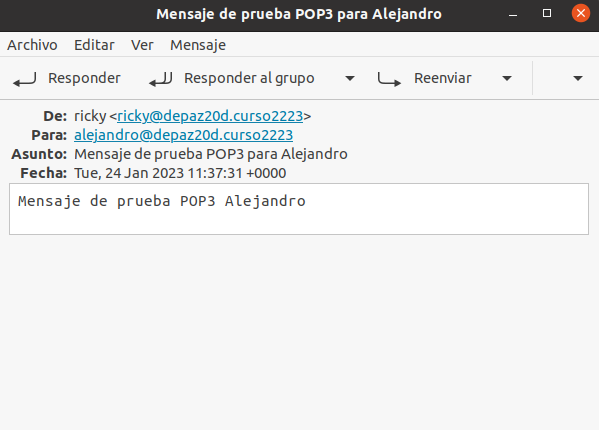 Mensaje de prueba POP3 para Alejandro
Archivo Editar Ver Mensaje
Responder Responder al grupo Reenviar
De: ricky <ricky@depaz20d.curso2223>
Para: alejandro@depaz20d.curso2223
Asunto: Mensaje de prueba POP3 para Alejandro
Fecha: Tue, 24 Jan 2023 11:37:31 +0000
Mensaje de prueba POP3 Alejandro